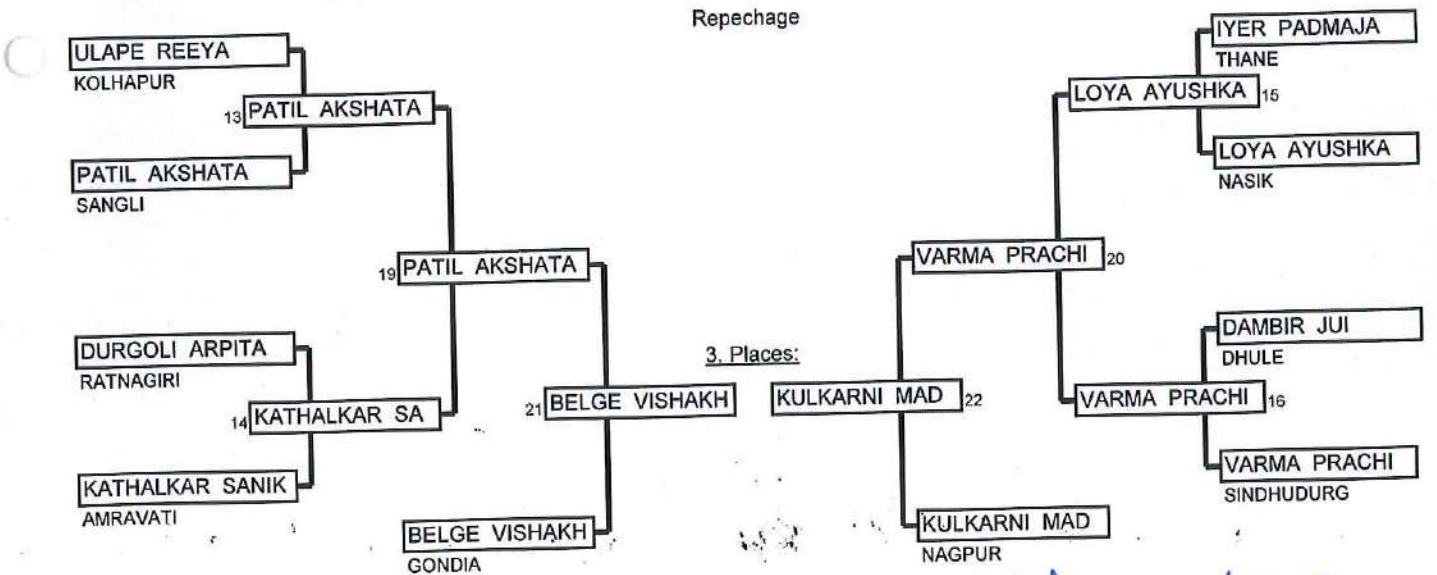 Repechage
ULAPE REEYA
KOLHAPUR
13 PATIL AKSHATA
PATIL AKSHATA
SANGLI
19 PATIL AKSHATA
DURGOLI ARPITA
RATNAGIRI
14 KATHALKAR SA
KATHALKAR SANIK
AMRAVATI
21 BELGE VISHAKH
BELGE VISHAKH
GONDIA
3. Places:
IYER PADMAJA
THANE
LOYA AYUSHKA 15
LOYA AYUSHKA
NASIK
VARMA PRACHI 20
DAMBIR JUI
DHULE
VARMA PRACHI 16
VARMA PRACHI
SINDHUDURG
KULKARNI MAD 22
KULKARNI MAD
NAGPUR